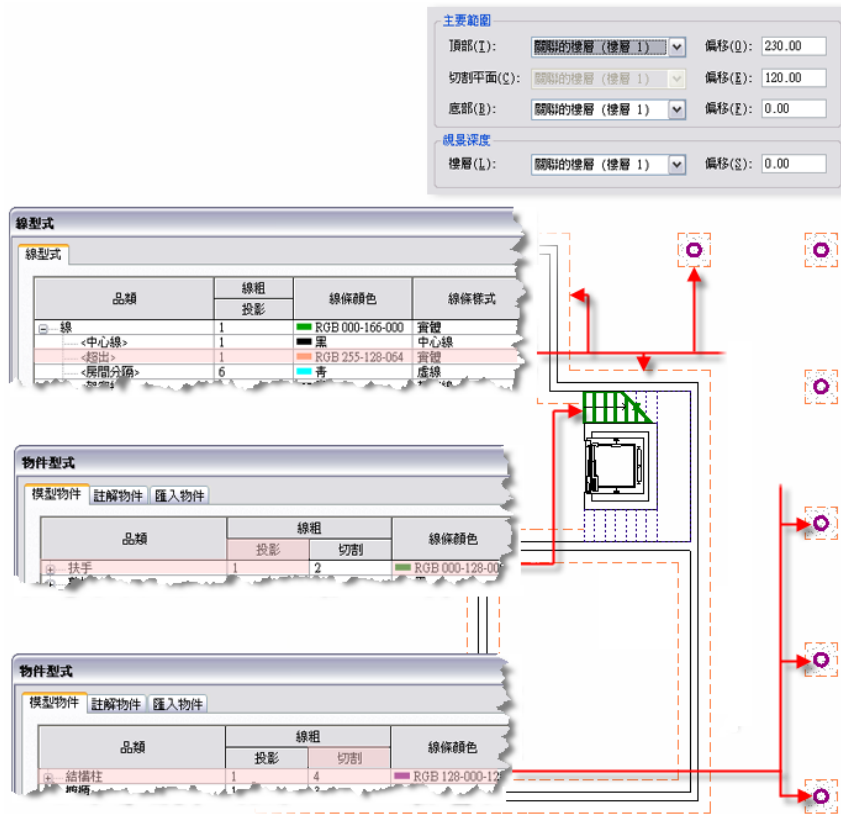 主要範圍
頂部(T): 關聯的樓層 (樓層 1) 偏移(O): 230.00
切割平面(C): 關聯的樓層 (樓層 1) 偏移(E): 120.00
底部(B): 關聯的樓層 (樓層 1) 偏移(F): 0.00
視景深度
樓層(L): 關聯的樓層 (樓層 1) 偏移(S): 0.00
線型式
線型式
品類 線粗 線條顏色 線條樣式
投影
線 1 RGB 000-166-000 實體
<中心線> 1 黑 中心線
<超出> 1 RGB 255-128-064 實體
<房間分隔> 6 青 虛線
物件型式
模型物件 註解物件 匯入物件
品類 線粗 線條顏色
投影 切割
扶手 1 2 RGB 000-128-00
物件型式
模型物件 註解物件 匯入物件
品類 線粗 線條顏色
投影 切割
結構柱 1 4 RGB 128-000-12